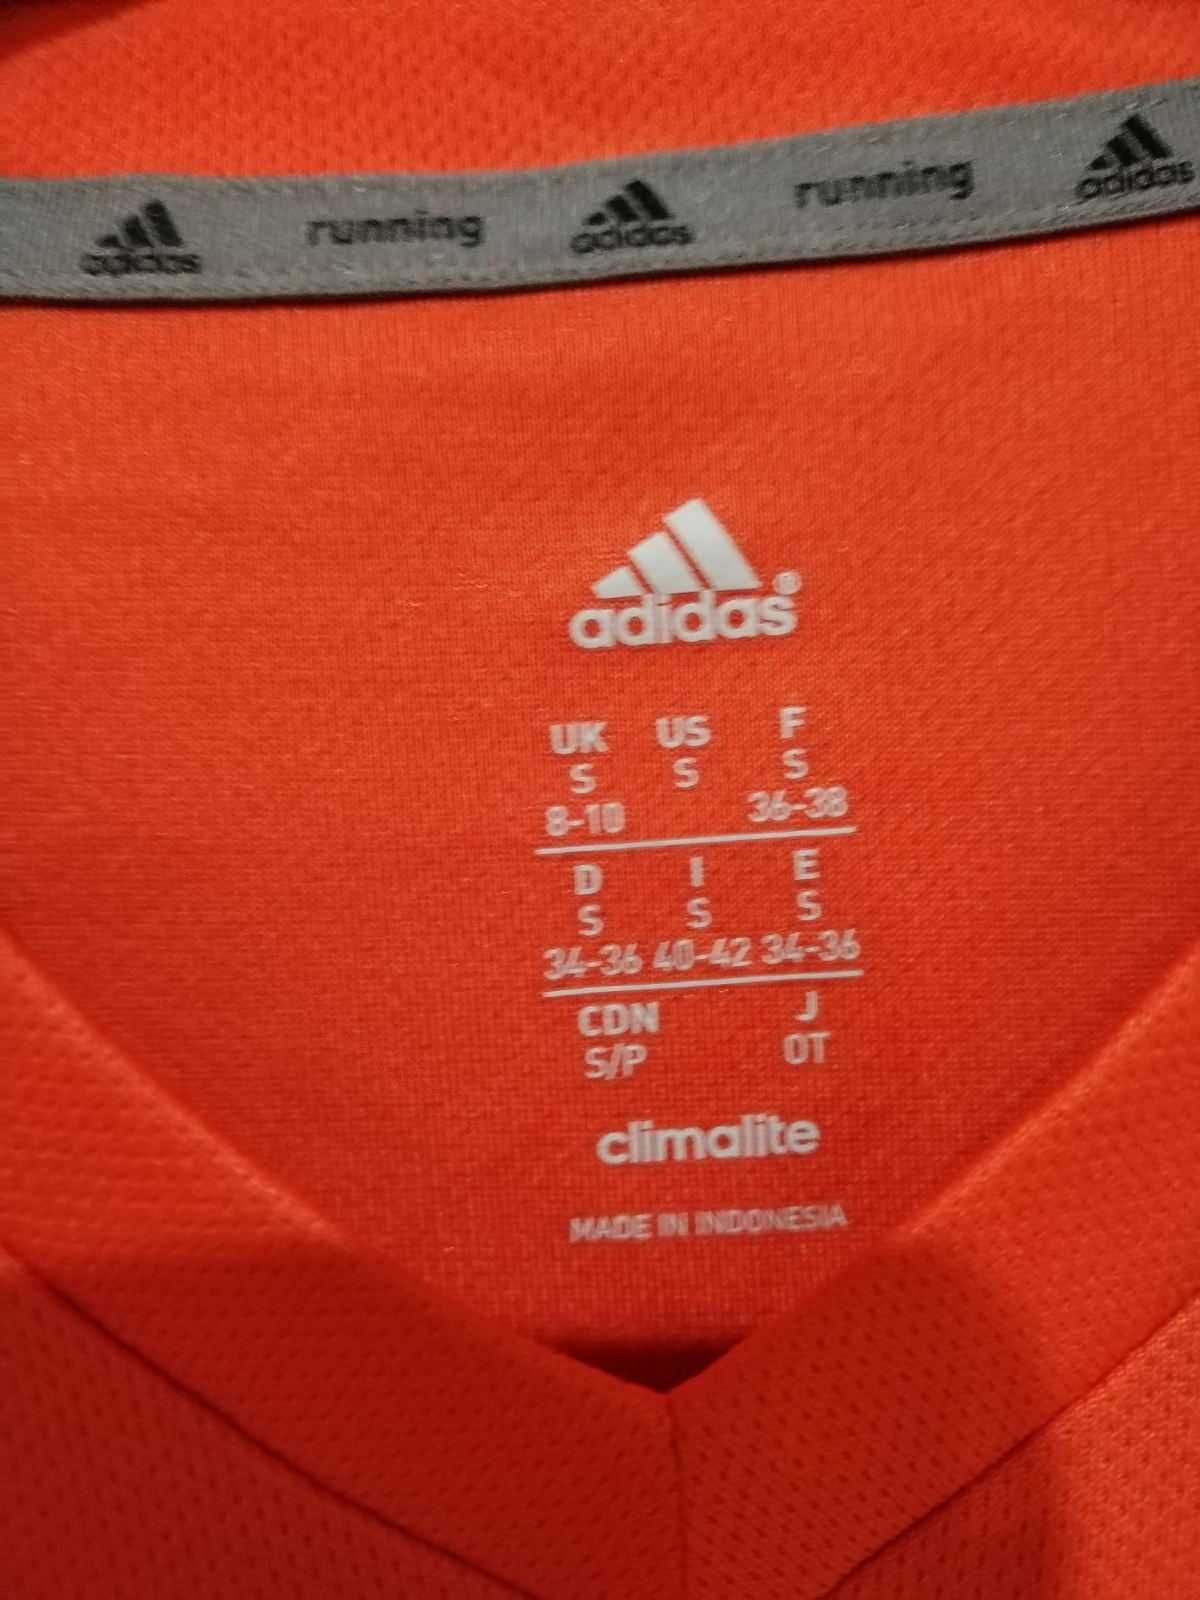 adidas running adidas running adidas
adidas®
UK US F
S S S
8-10 36-38
D I E
S S S
34-36 40-42 34-36
CDN J
S/P OT
climalite
MADE IN INDONESIA